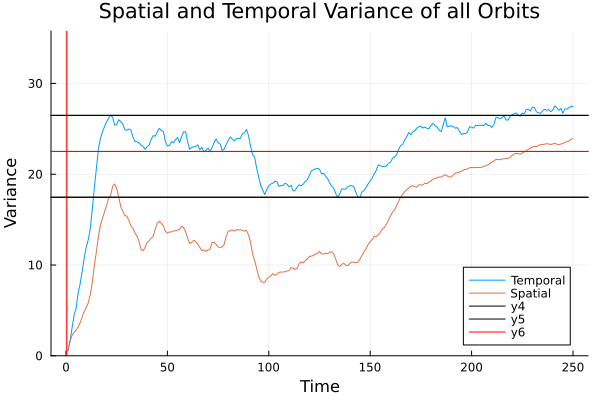 Spatial and Temporal Variance of all Orbits
30
20
10
0
Variance
0 50 100 150 200 250
Time
Temporal
Spatial
y4
y5
y6